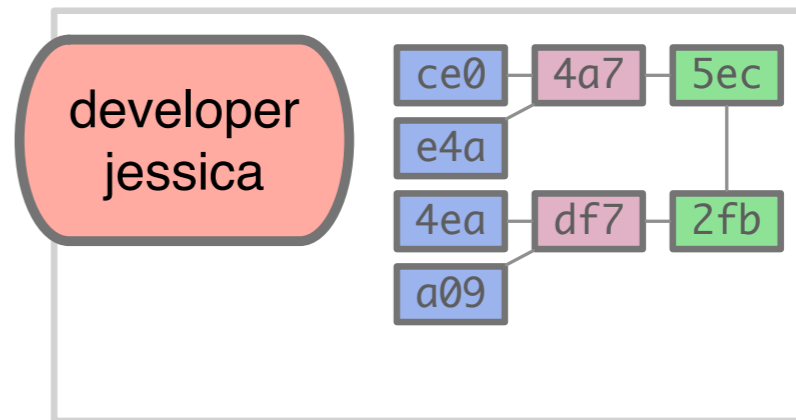 developer
jessica
ce0 4a7 5ec
e4a
4ea df7 2fb
a09